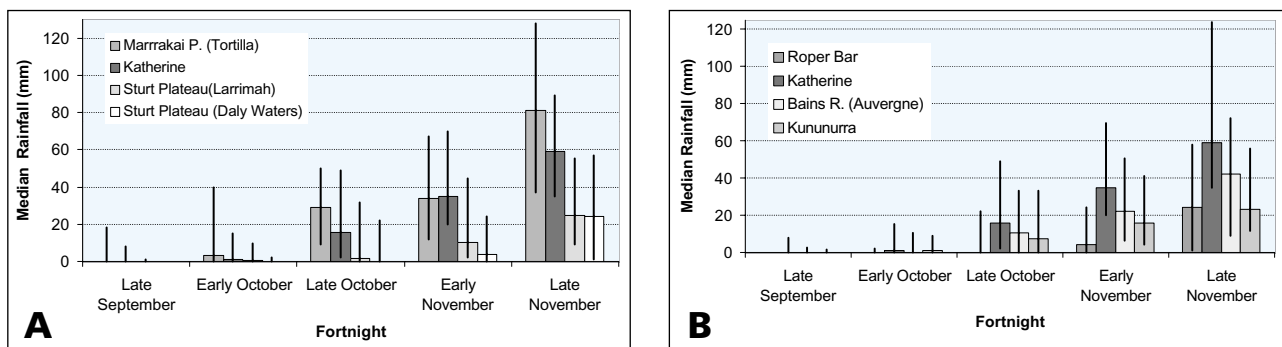 Median Rainfall (mm)
120
100
80
60
40
20
0
Marrrakai P. (Tortilla)
Katherine
Sturt Plateau(Larrimah)
Sturt Plateau (Daly Waters)
Late
September
Early October
Late October
Early
November
Late
November
Fortnight
A
Median Rainfall (mm)
120
100
80
60
40
20
0
Roper Bar
Katherine
Bains R. (Auvergne)
Kununurra
Late
September
Early October
Late October
Early
November
Late
November
Fortnight
B